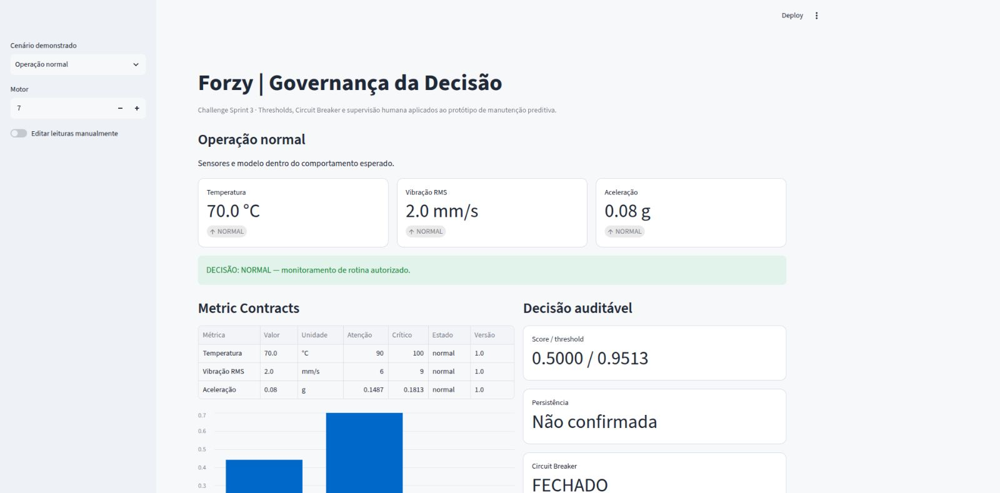 Deploy
Cenário demonstrado
Operação normal
Motor
7
Editar leituras manualmente
Forzy | Governança da Decisão
Challenge Sprint 3 · Thresholds, Circuit Breaker e supervisão humana aplicados ao protótipo de manutenção preditiva.
Operação normal
Sensores e modelo dentro do comportamento esperado.
Temperatura
70.0 °C
↑ NORMAL
Vibração RMS
2.0 mm/s
↑ NORMAL
Aceleração
0.08 g
↑ NORMAL
DECISÃO: NORMAL — monitoramento de rotina autorizado.
Metric Contracts
Métrica Valor Unidade Atenção Crítico Estado Versão
Temperatura 70.0 °C 90 100 normal 1.0
Vibração RMS 2.0 mm/s 6 9 normal 1.0
Aceleração 0.08 g 0.1487 0.1813 normal 1.0
0.7
0.6
0.5
0.4
0.3
Decisão auditável
Score / threshold
0.5000 / 0.9513
Persistência
Não confirmada
Circuit Breaker
FECHADO